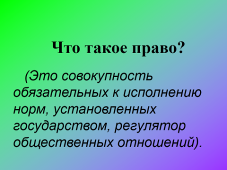 Что такое право?
(Это совокупность
обязательных к исполнению
норм, установленных
государством, регулятор
общественных отношений).